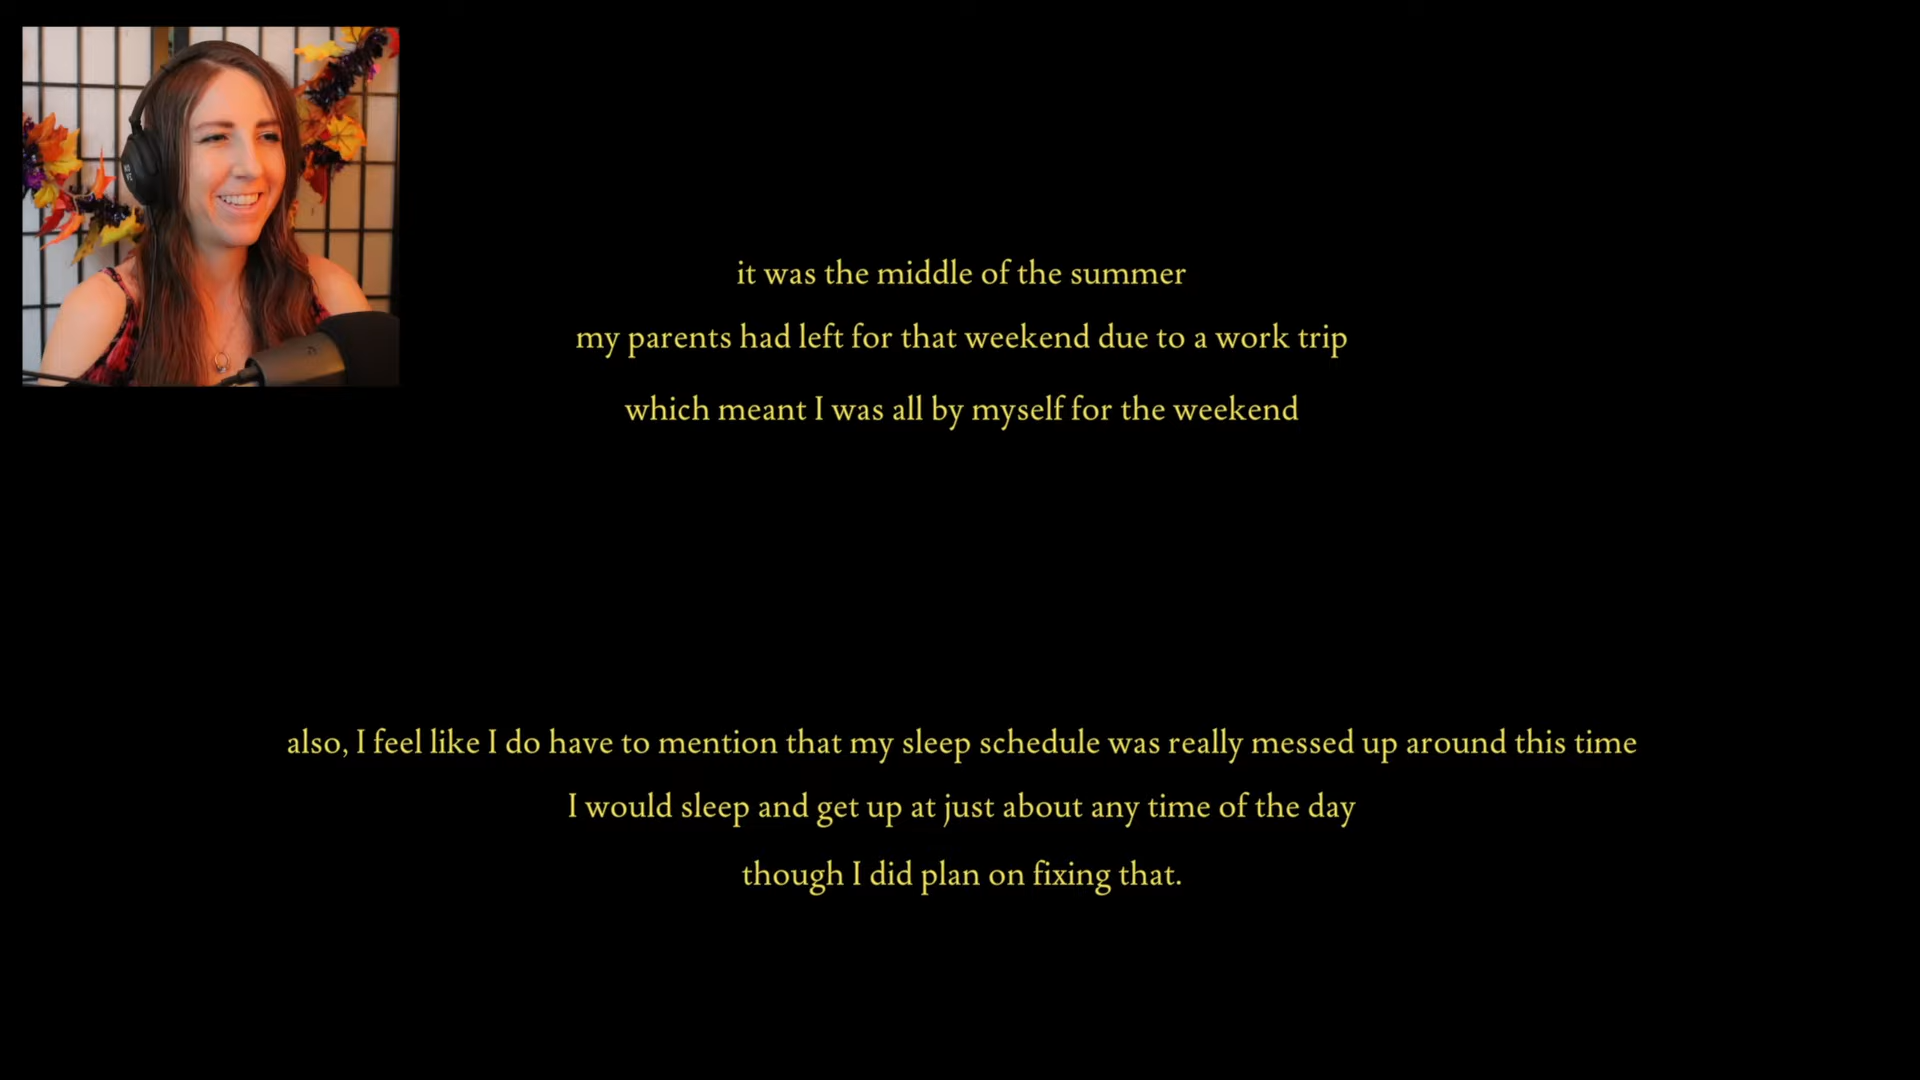 it was the middle of the summer
my parents had left for that weekend due to a work trip
which meant I was all by myself for the weekend
also, I feel like I do have to mention that my sleep schedule was really messed up around this time
I would sleep and get up at just about any time of the day
though I did plan on fixing that.